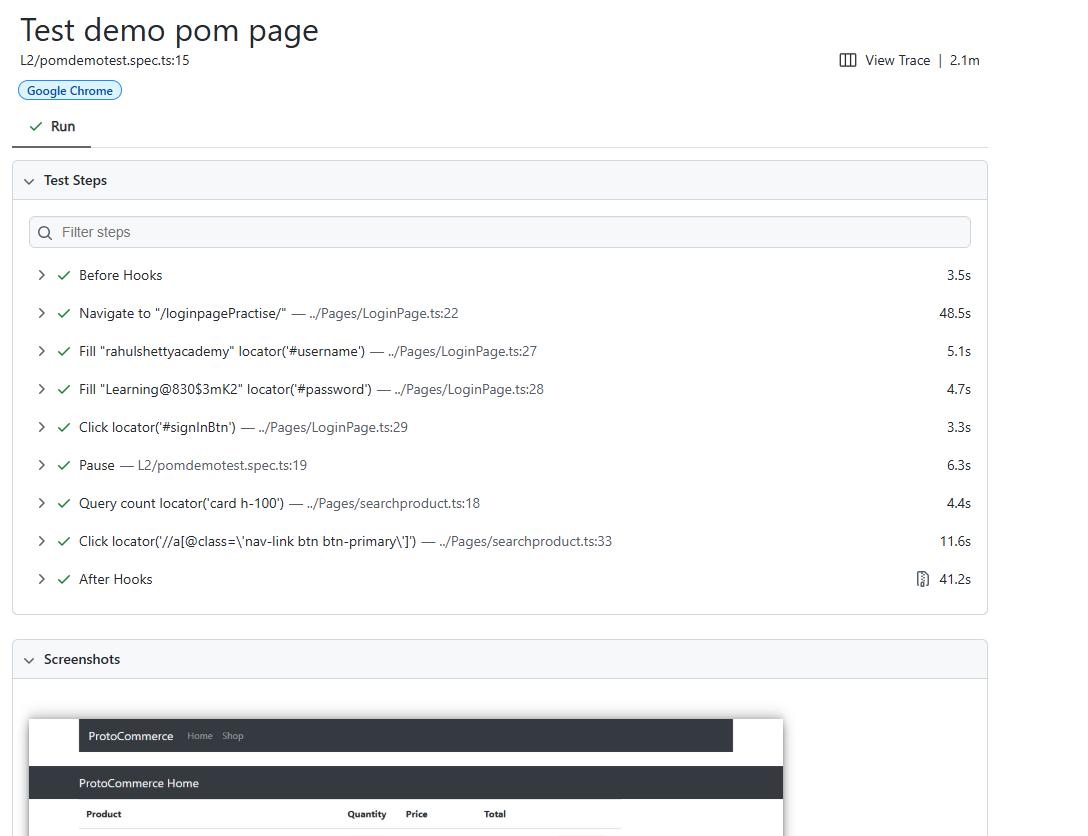 Test demo pom page
L2/pomdemotest.spec.ts:15
View Trace | 2.1m
Google Chrome
Run
Test Steps
Filter steps
Before Hooks 3.5s
Navigate to "/loginpagePractise/" — ../Pages/LoginPage.ts:22 48.5s
Fill "rahulshettyacademy" locator('#username') — ../Pages/LoginPage.ts:27 5.1s
Fill "Learning@830$3mK2" locator('#password') — ../Pages/LoginPage.ts:28 4.7s
Click locator('#signInBtn') — ../Pages/LoginPage.ts:29 3.3s
Pause — L2/pomdemotest.spec.ts:19 6.3s
Query count locator('card h-100') — ../Pages/searchproduct.ts:18 4.4s
Click locator('//a[@class=\'nav-link btn btn-primary\']') — ../Pages/searchproduct.ts:33 11.6s
After Hooks 41.2s
Screenshots
ProtoCommerce Home Shop
ProtoCommerce Home
Product Quantity Price Total